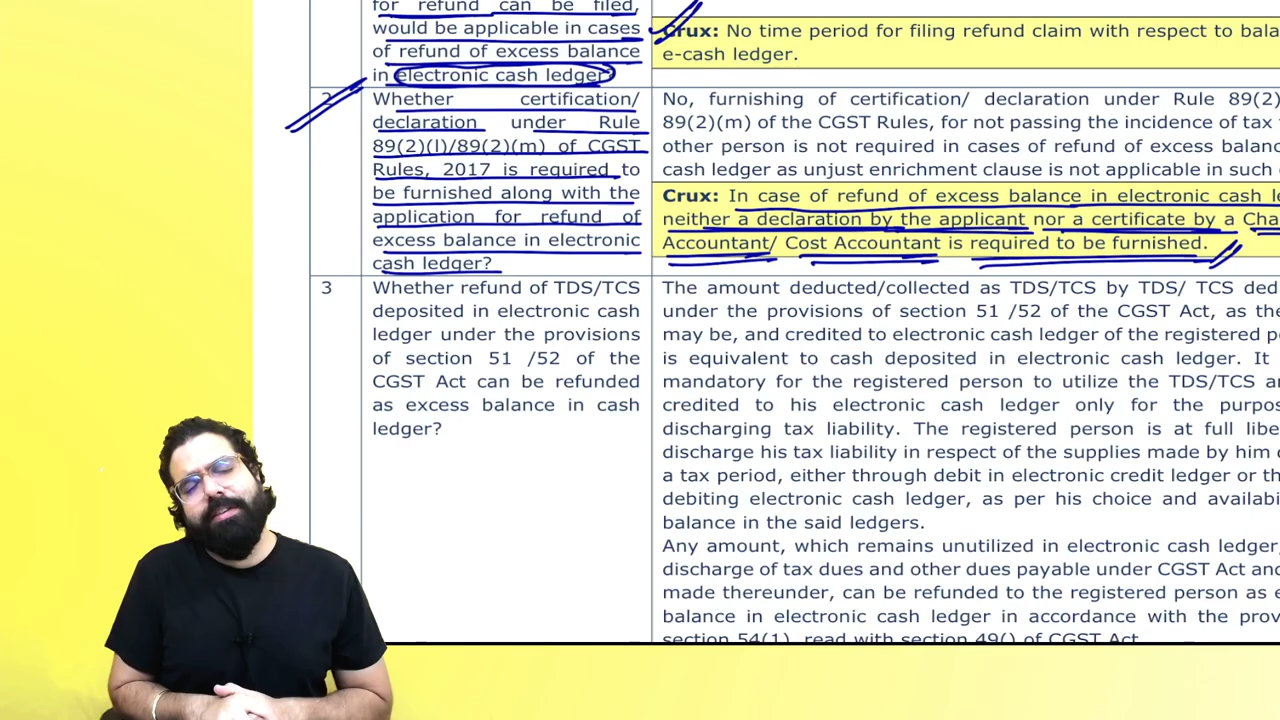 for refund can be filed,
would be applicable in cases
of refund of excess balance
in electronic cash ledger?
Crux: No time period for filing refund claim with respect to
e-cash ledger.
Whether certification/
declaration under Rule
89(2)(l)/89(2)(m) of CGST
Rules, 2017 is required to
be furnished along with the
application for refund of
excess balance in electronic
cash ledger?
No, furnishing of certification/ declaration under Rule 89(2)
89(2)(m) of the CGST Rules, for not passing the incidence of tax
other person is not required in cases of refund of excess
cash ledger as unjust enrichment clause is not applicable in such
Crux: In case of refund of excess balance in electronic cash
neither a declaration by the applicant nor a certificate by a
Accountant/ Cost Accountant is required to be furnished.
3
Whether refund of TDS/TCS
deposited in electronic cash
ledger under the provisions
of section 51 /52 of the
CGST Act can be refunded
as excess balance in cash
ledger?
The amount deducted/collected as TDS/TCS by TDS/ TCS
under the provisions of section 51 /52 of the CGST Act, as the
may be, and credited to electronic cash ledger of the registered
is equivalent to cash deposited in electronic cash ledger. It
mandatory for the registered person to utilize the TDS/TCS
credited to his electronic cash ledger only for the
discharging tax liability. The registered person is at full
discharge his tax liability in respect of the supplies made by him
a tax period, either through debit in electronic credit ledger or
debiting electronic cash ledger, as per his choice and
balance in the said ledgers.
Any amount, which remains unutilized in electronic cash ledger,
discharge of tax dues and other dues payable under CGST Act
made thereunder, can be refunded to the registered person as
balance in electronic cash ledger in accordance with the
section 54(1), read with section 49() of CGST Act.